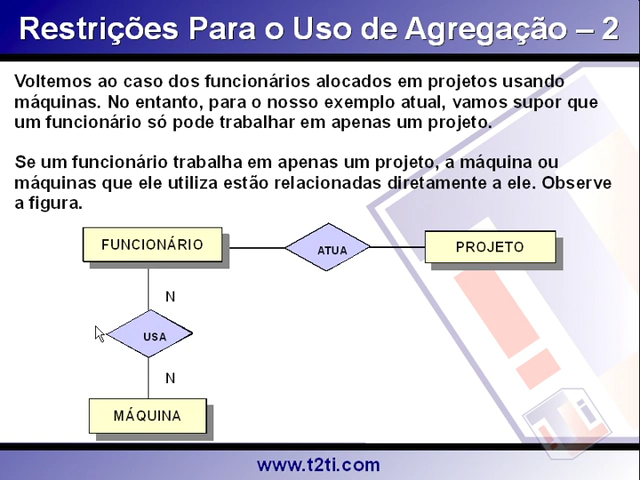 Restrições Para o Uso de Agregação – 2
Voltemos ao caso dos funcionários alocados em projetos usando
máquinas. No entanto, para o nosso exemplo atual, vamos supor que
um funcionário só pode trabalhar em apenas um projeto.
Se um funcionário trabalha em apenas um projeto, a máquina ou
máquinas que ele utiliza estão relacionadas diretamente a ele. Observe
a figura.
FUNCIONÁRIO
ATUA
PROJETO
N
USA
N
MÁQUINA
www.t2ti.com